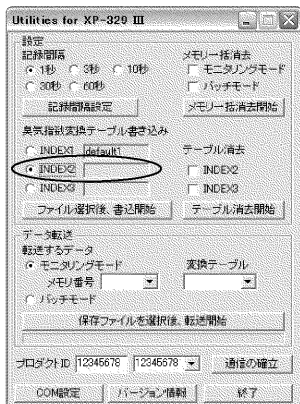 Utilities for XP-329 III
設定
記録間隔
1秒 3秒 10秒
30秒 60秒
記録間隔設定
メモリ一括消去
モニタリングモード
バッチモード
メモリ一括消去開始
臭気指数変換テーブル書き込み
INDEX1 default1
INDEX2
INDEX3
ファイル選択後、書込開始
テーブル消去
INDEX2
INDEX3
テーブル消去開始
データ転送
転送するデータ
モニタリングモード
メモリ番号
バッチモード
変換テーブル
保存ファイルを選択後、転送開始
プロダクトID 12345678 12345678 通信の確立
COM設定 バージョン情報 終了